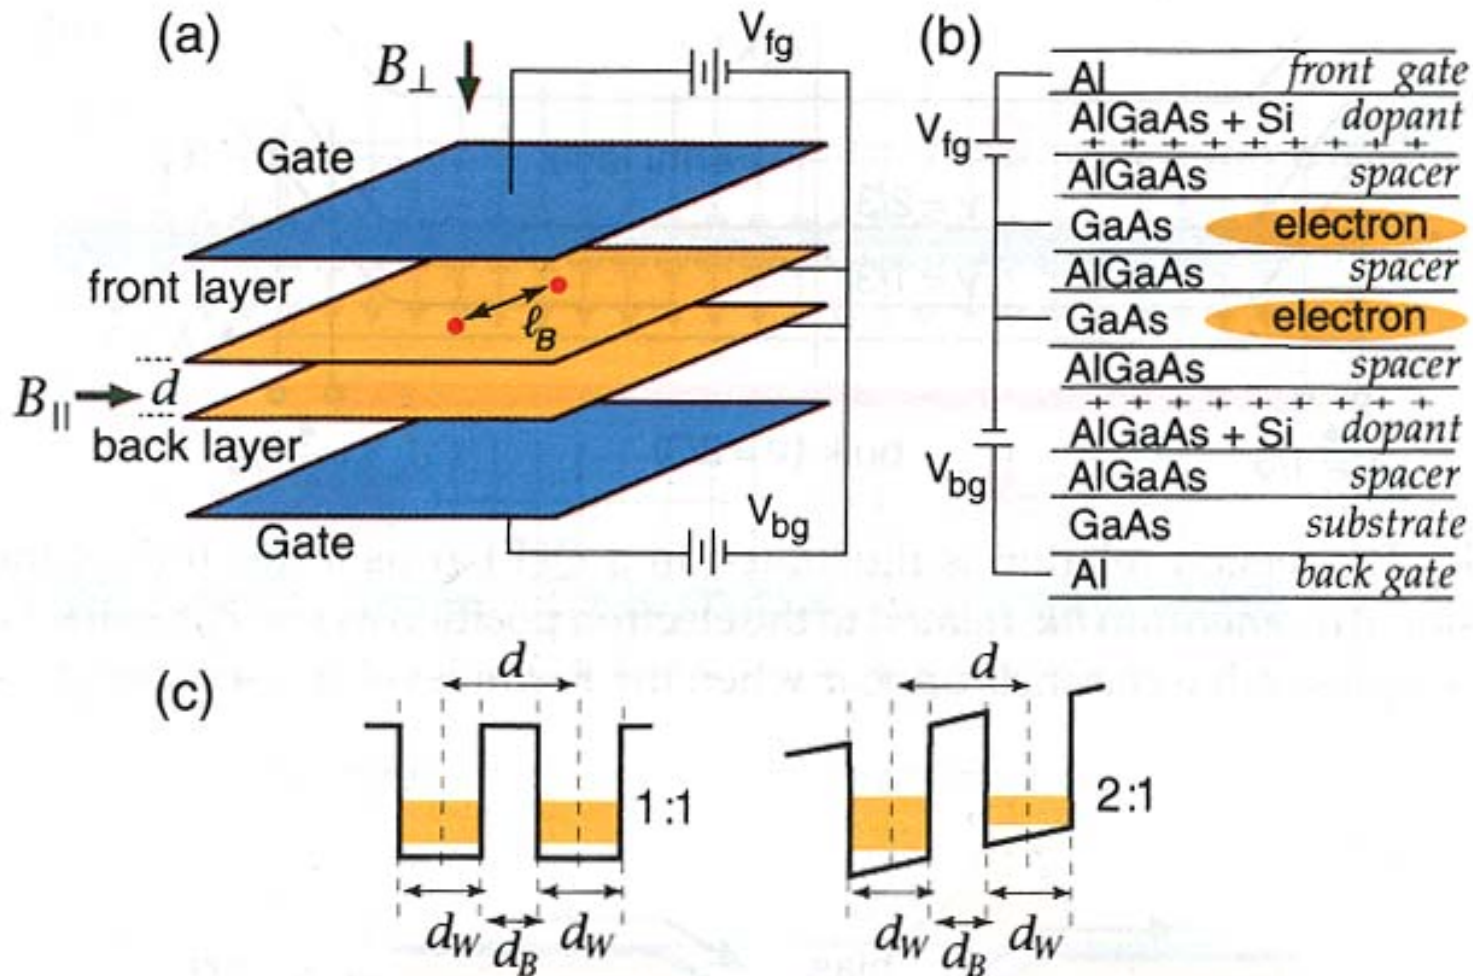 (a)
B⊥
V_fg
Gate
front layer
ℓ_B
B_||
d
back layer
V_bg
Gate
(b)
Al front gate
V_fg
AlGaAs + Si dopant
+ + + + + + + + +
AlGaAs spacer
GaAs electron
AlGaAs spacer
GaAs electron
AlGaAs spacer
+ + + + + + + + +
AlGaAs + Si dopant
V_bg
AlGaAs spacer
GaAs substrate
Al back gate
(c)
d
1:1
d_W d_B d_W
d
2:1
d_W d_B d_W